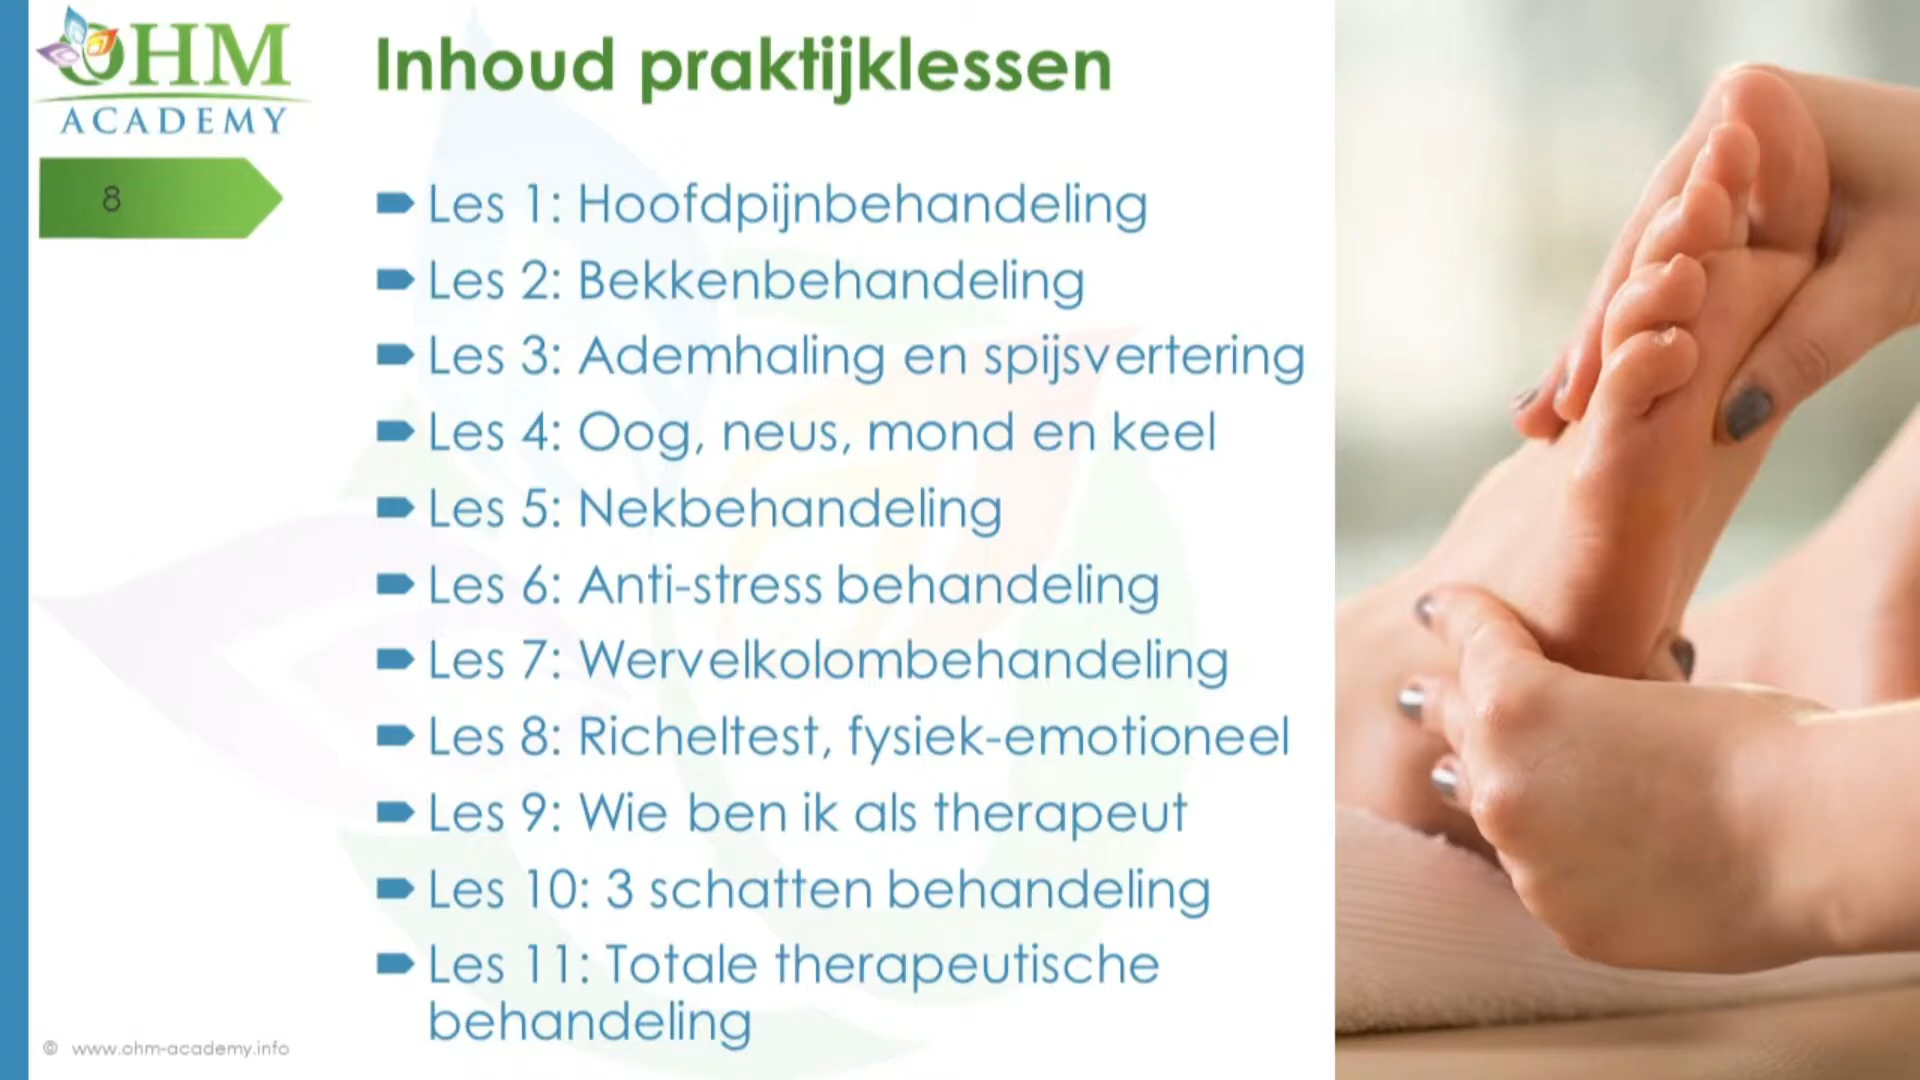 OHM
ACADEMY
Inhoud praktijklessen
8
Les 1: Hoofdpijnbehandeling
Les 2: Bekkenbehandeling
Les 3: Ademhaling en spijsvertering
Les 4: Oog, neus, mond en keel
Les 5: Nekbehandeling
Les 6: Anti-stress behandeling
Les 7: Wervelkolombehandeling
Les 8: Richeltest, fysiek-emotioneel
Les 9: Wie ben ik als therapeut
Les 10: 3 schatten behandeling
Les 11: Totale therapeutische
behandeling
© www.ohm-academy.info